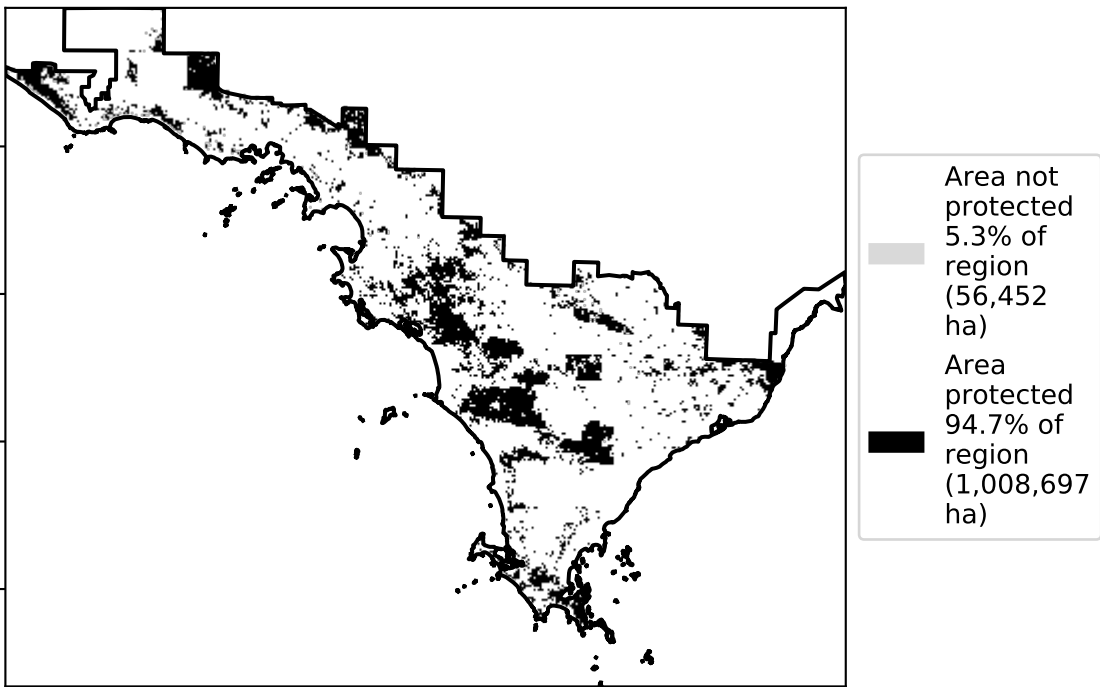 Area not
protected
5.3% of
region
(56,452
ha)
Area
protected
94.7% of
region
(1,008,697
ha)